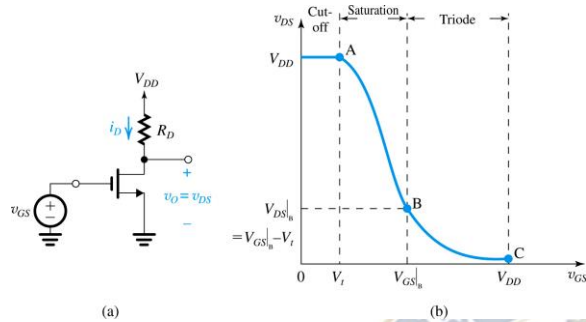 V_DD
i_D
R_D
+
v_O = v_DS
–
v_GS
+
–
(a)
v_DS
Cut-
off
Saturation
Triode
V_DD
A
V_DS|_B
= V_GS|_B – V_t
B
C
0
V_t
V_GS|_B
V_DD
v_GS
(b)